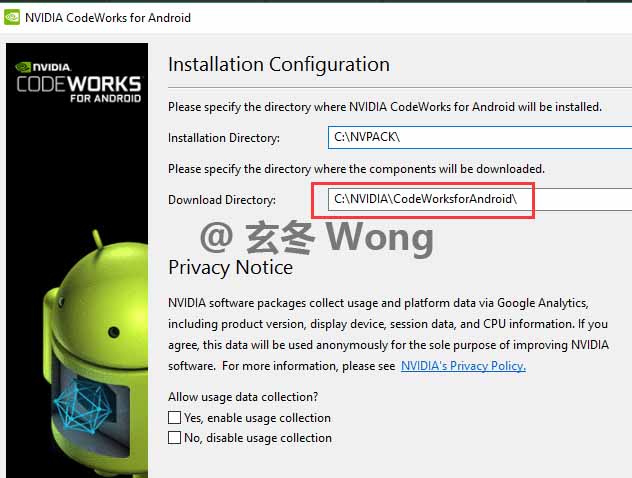 NVIDIA CodeWorks for Android
NVIDIA.
CODEWORKS
FOR ANDROID
Installation Configuration
Please specify the directory where NVIDIA CodeWorks for Android will be installed.
Installation Directory:
C:\NVPACK\
Please specify the directory where the components will be downloaded.
Download Directory:
C:\NVIDIA\CodeWorksforAndroid\
@ 玄冬 Wong
Privacy Notice
NVIDIA software packages collect usage and platform data via Google Analytics,
including product version, display device, session data, and CPU information. If you
agree, this data will be used anonymously for the sole purpose of improving NVIDIA
software. For more information, please see NVIDIA's Privacy Policy.
Allow usage data collection?
Yes, enable usage collection
No, disable usage collection